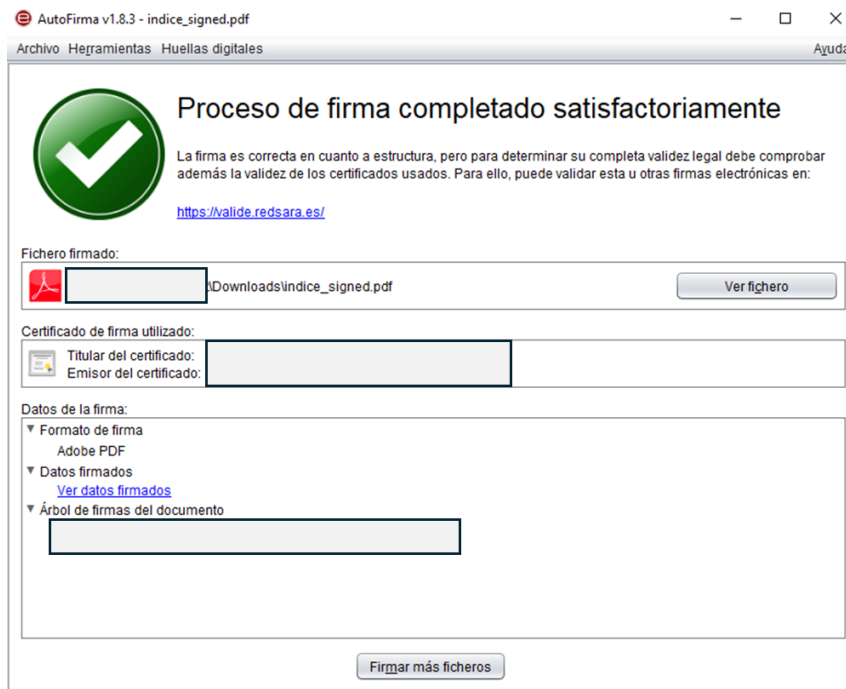 AutoFirma v1.8.3 - indice_signed.pdf
Archivo Herramientas Huellas digitales Ayuda
Proceso de firma completado satisfactoriamente
La firma es correcta en cuanto a estructura, pero para determinar su completa validez legal debe comprobar
además la validez de los certificados usados. Para ello, puede validar esta u otras firmas electrónicas en:
https://valide.redsara.es/
Fichero firmado:
\Downloads\indice_signed.pdf Ver fichero
Certificado de firma utilizado:
Titular del certificado:
Emisor del certificado:
Datos de la firma:
Formato de firma
Adobe PDF
Datos firmados
Ver datos firmados
Árbol de firmas del documento
Firmar más ficheros